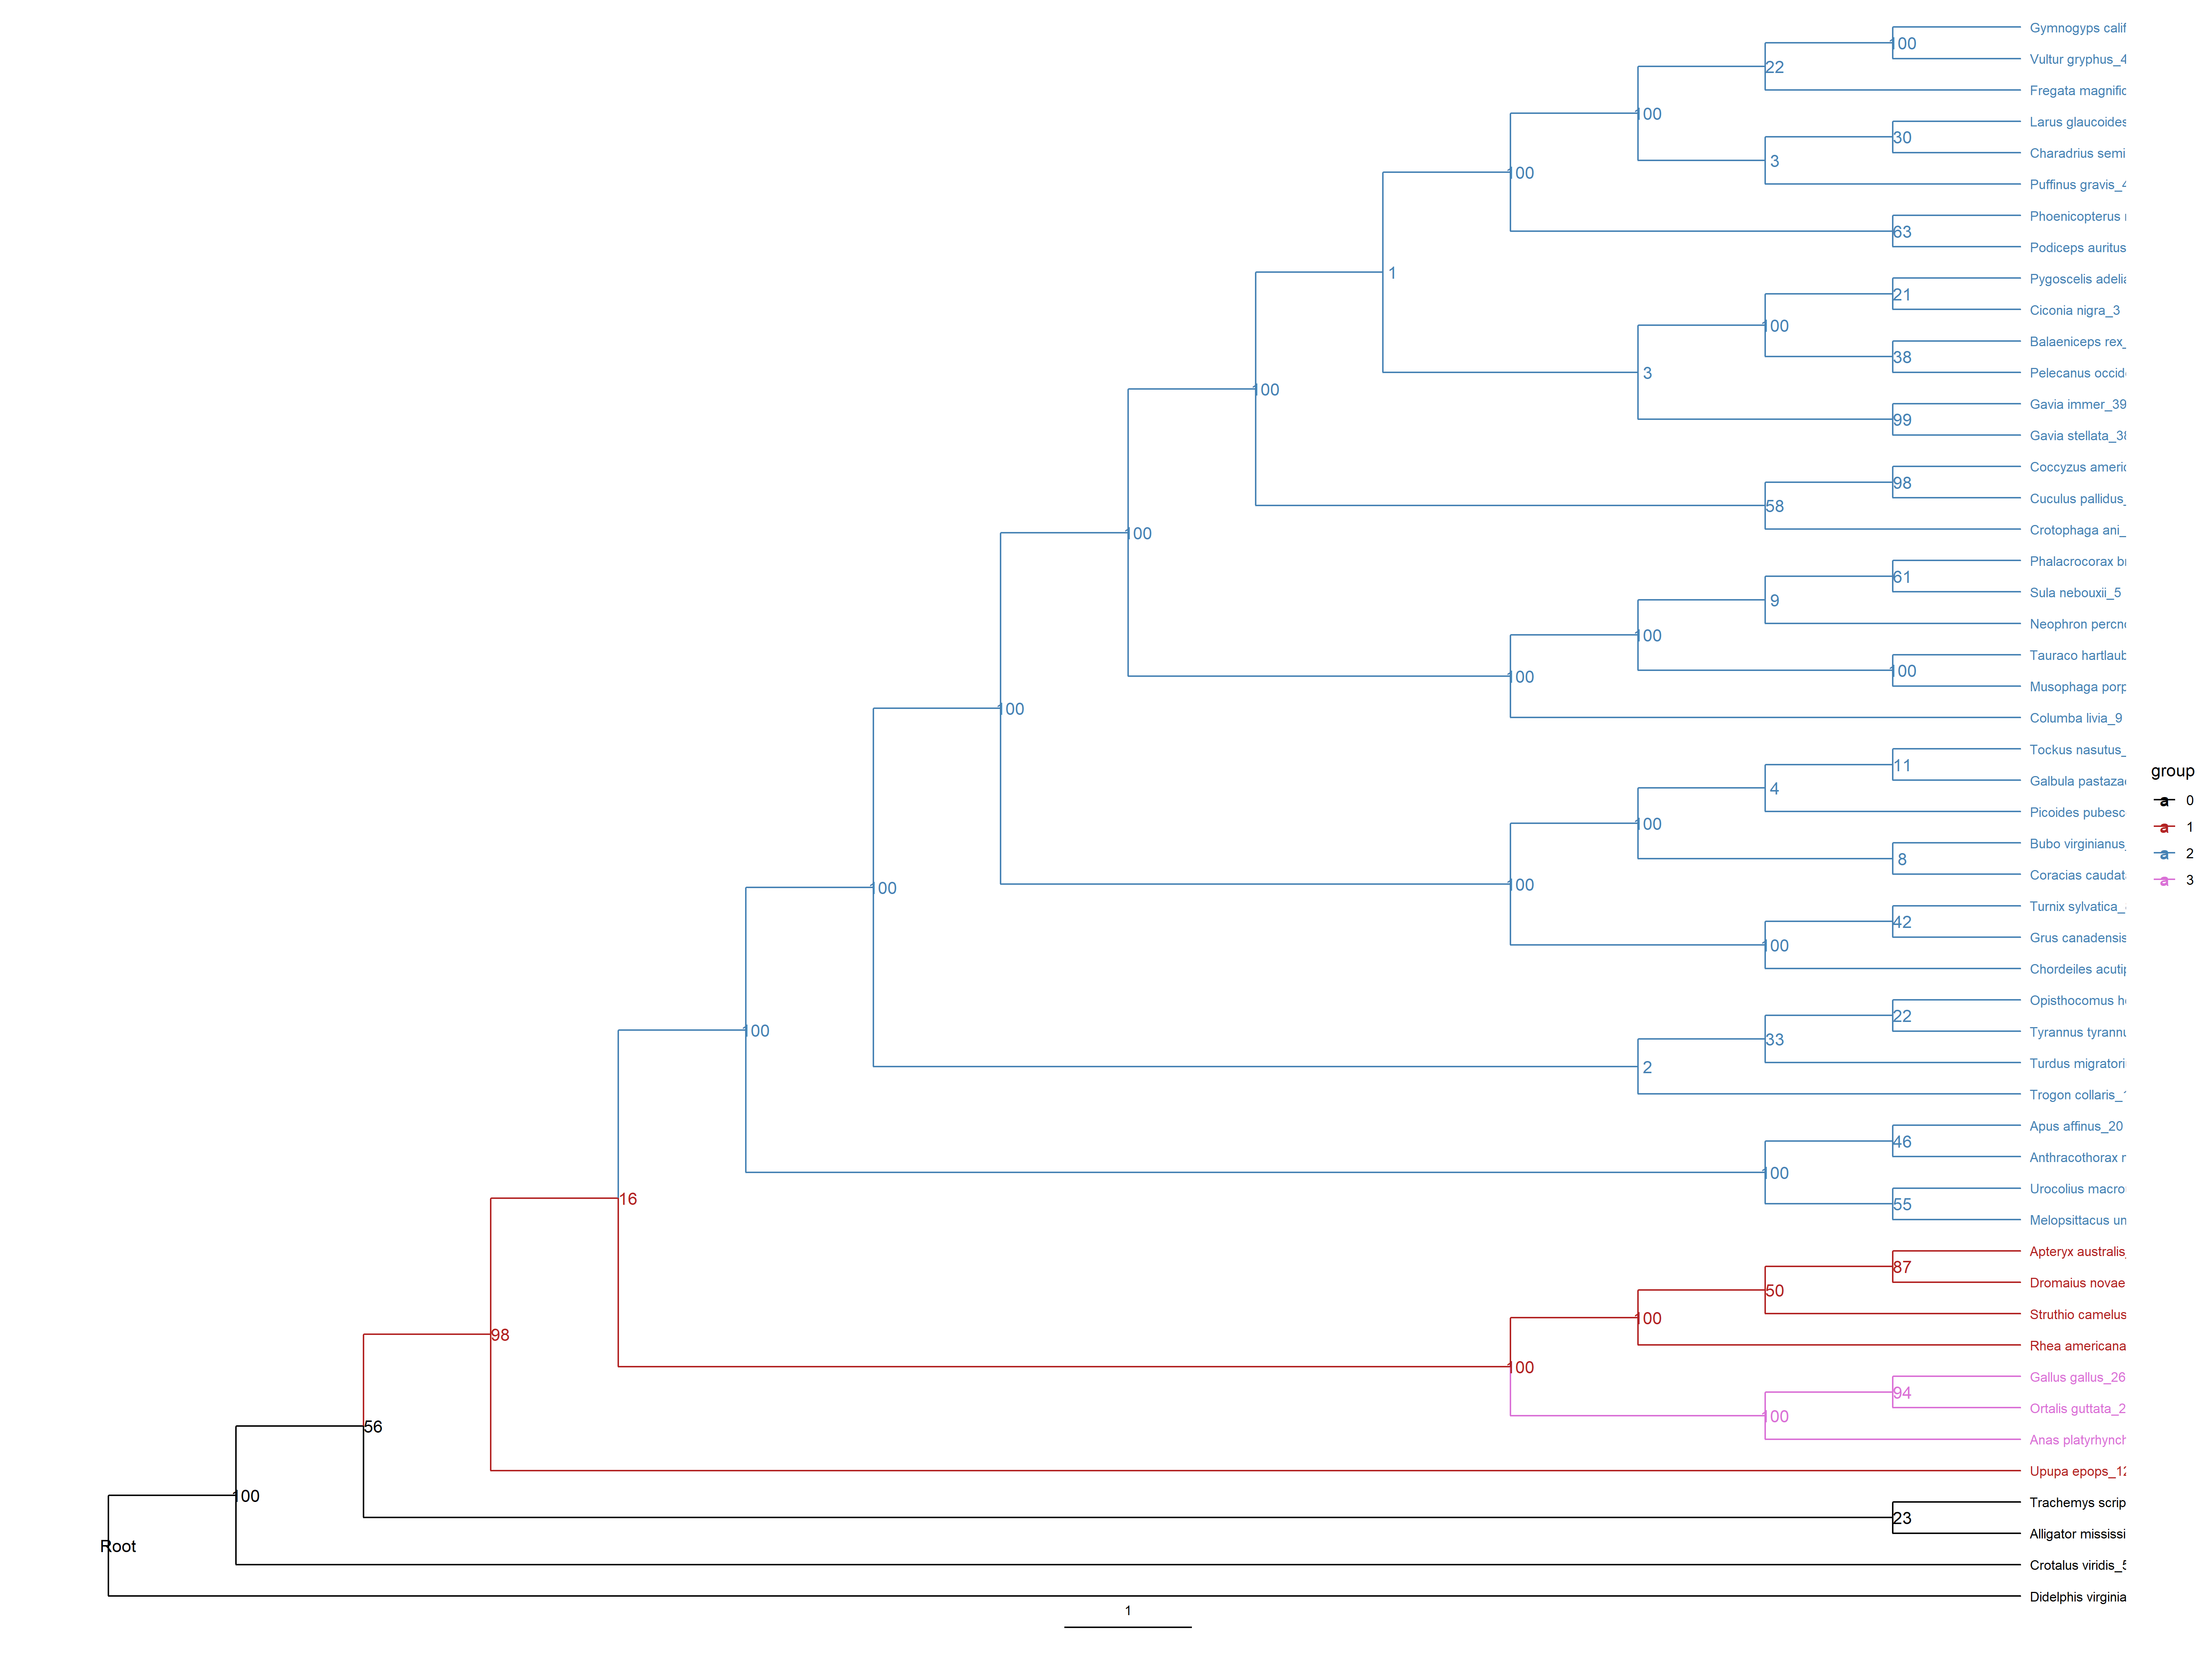 Gymnogyps calif
100
Vultur gryphus_4
22
Fregata magnific
100
Larus glaucoides
30
Charadrius semi
3
Puffinus gravis_4
100
Phoenicopterus
63
Podiceps auritus
1
Pygoscelis adelia
21
Ciconia nigra_3
100
Balaeniceps rex_
38
Pelecanus occid
3
Gavia immer_39
99
Gavia stellata_38
100
Coccyzus americ
98
Cuculus pallidus_
58
Crotophaga ani_
100
Phalacrocorax b
61
Sula nebouxii_5
9
Neophron percn
100
Tauraco hartlaub
100
Musophaga porp
100
Columba livia_9
100
Tockus nasutus_
11
Galbula pastaza
4
Picoides pubesc
100
Bubo virginianus_
8
Coracias caudat
100
Turnix sylvatica_
42
Grus canadensis
100
Chordeiles acuti
100
Opisthocomus h
22
Tyrannus tyrannu
33
Turdus migratori
2
Trogon collaris_1
100
Apus affinus_20
46
Anthracothorax
100
Urocolius macro
55
Melopsittacus un
16
Apteryx australis_
87
Dromaius novae
50
Struthio camelus
100
Rhea americana
100
Gallus gallus_26
94
Ortalis guttata_2
100
Anas platyrhynch
98
Upupa epops_12
56
Trachemys scrip
23
Alligator mississi
100
Crotalus viridis_5
Root
Didelphis virginia
1
group
a 0
a 1
a 2
a 3